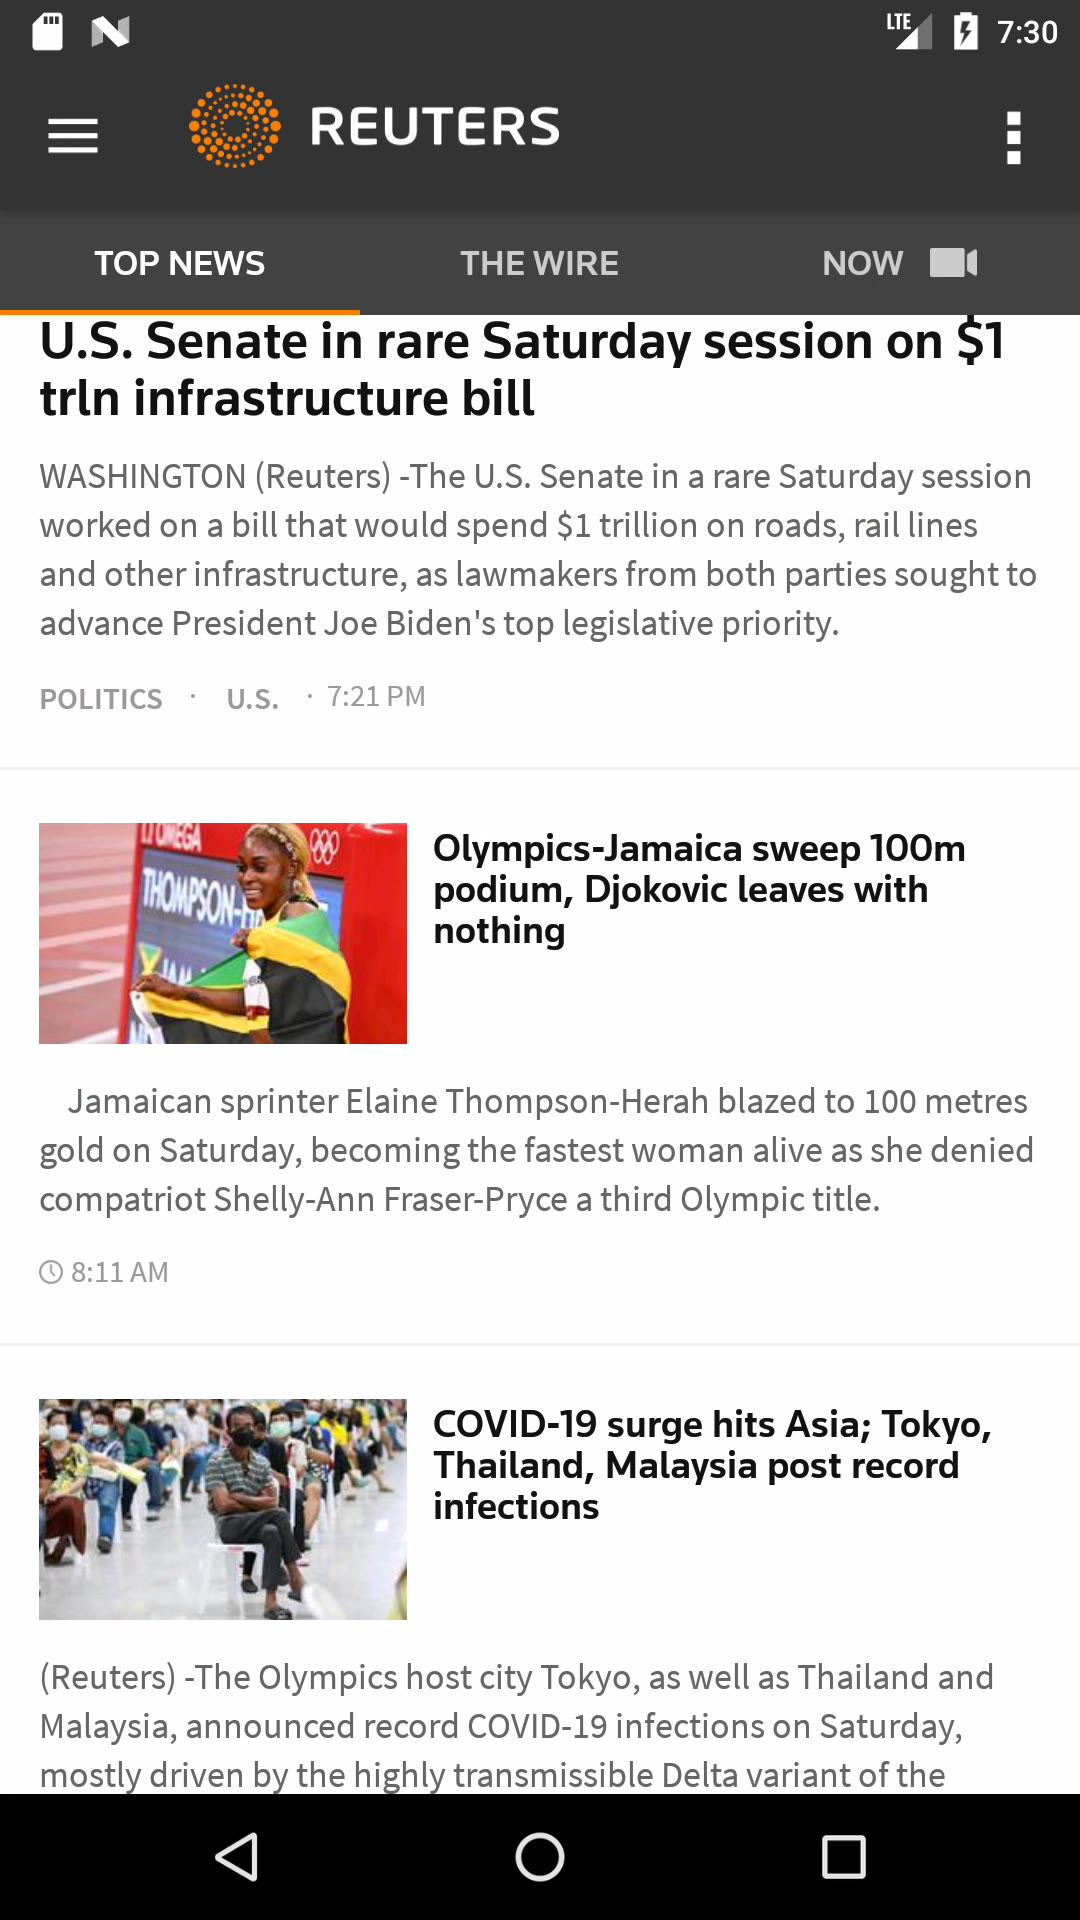 LTE 7:30
REUTERS
TOP NEWS THE WIRE NOW
U.S. Senate in rare Saturday session on $1
trln infrastructure bill
WASHINGTON (Reuters) -The U.S. Senate in a rare Saturday session
worked on a bill that would spend $1 trillion on roads, rail lines
and other infrastructure, as lawmakers from both parties sought to
advance President Joe Biden's top legislative priority.
POLITICS · U.S. · 7:21 PM
OMEGA
THOMPSON-
JAM
Olympics-Jamaica sweep 100m
podium, Djokovic leaves with
nothing
Jamaican sprinter Elaine Thompson-Herah blazed to 100 metres
gold on Saturday, becoming the fastest woman alive as she denied
compatriot Shelly-Ann Fraser-Pryce a third Olympic title.
8:11 AM
COVID-19 surge hits Asia; Tokyo,
Thailand, Malaysia post record
infections
(Reuters) -The Olympics host city Tokyo, as well as Thailand and
Malaysia, announced record COVID-19 infections on Saturday,
mostly driven by the highly transmissible Delta variant of the